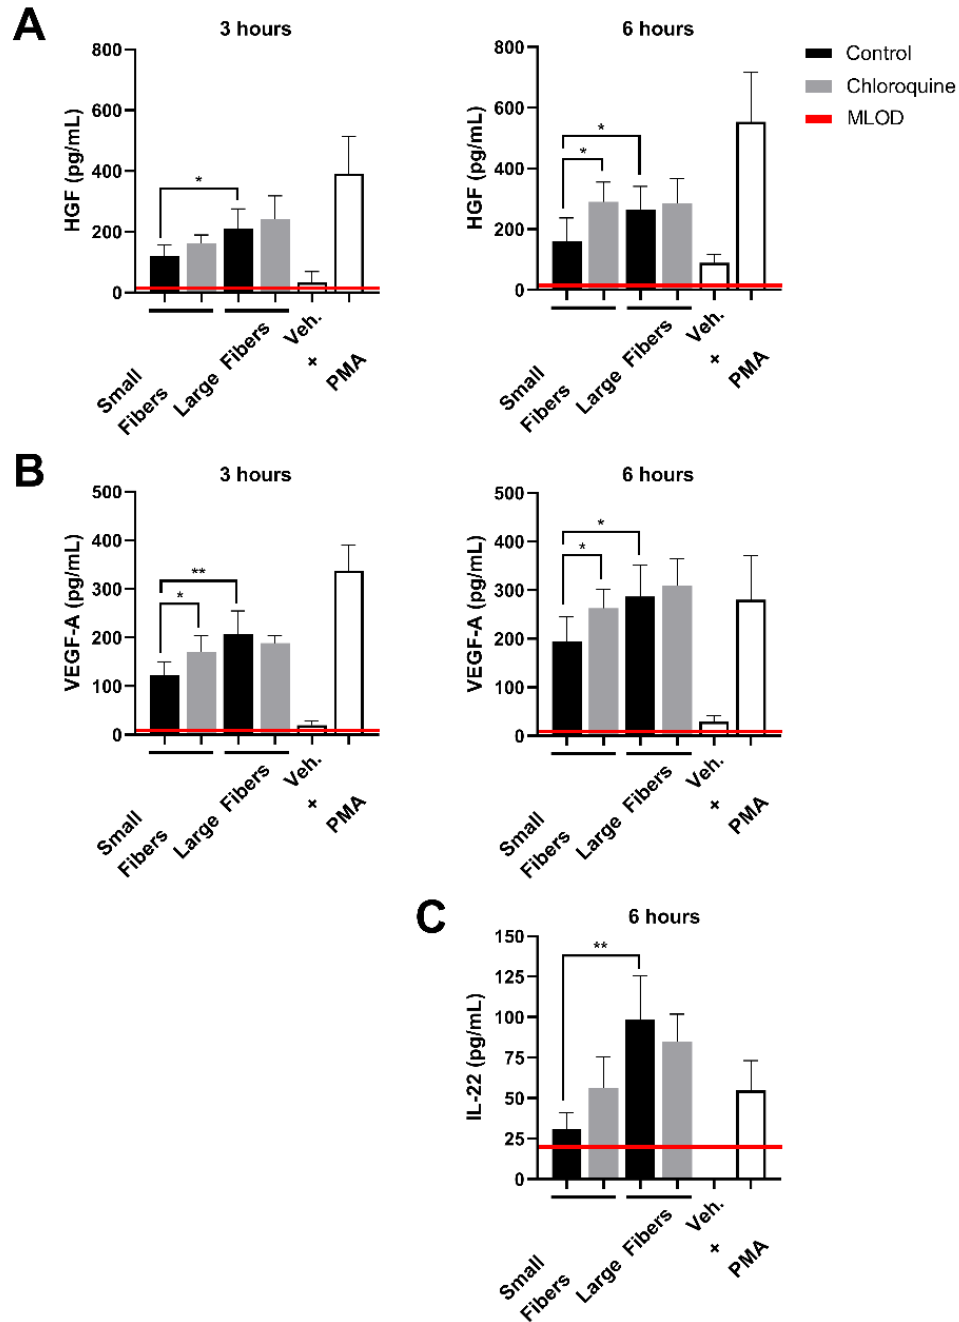 A
3 hours
HGF (pg/mL)
800
600
400
200
0
*
Small
Fibers
Large Fibers
Veh.
+
PMA
6 hours
HGF (pg/mL)
800
600
400
200
0
*
*
Small
Fibers
Large Fibers
Veh.
+
PMA
Control
Chloroquine
MLOD
B
3 hours
VEGF-A (pg/mL)
500
400
300
200
100
0
**
*
Small
Fibers
Large Fibers
Veh.
+
PMA
6 hours
VEGF-A (pg/mL)
500
400
300
200
100
0
*
*
Small
Fibers
Large Fibers
Veh.
+
PMA
C
6 hours
IL-22 (pg/mL)
150
125
100
75
50
25
0
**
Small
Fibers
Large Fibers
Veh.
+
PMA